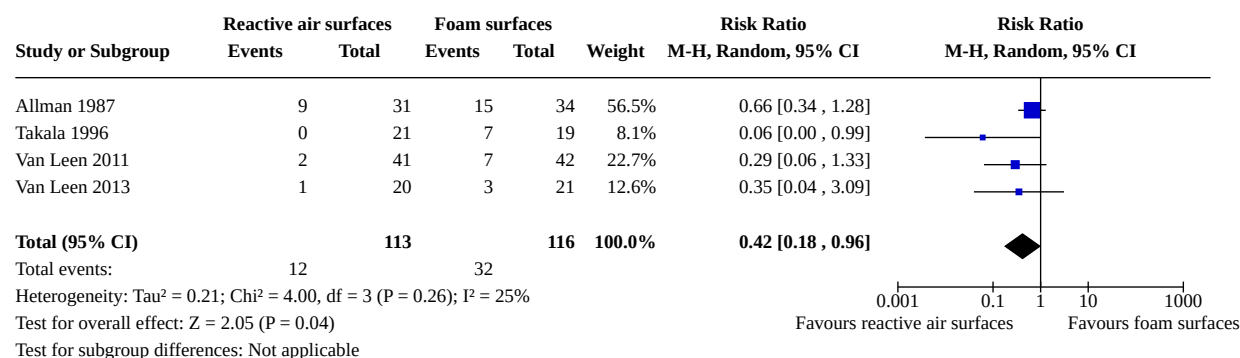 Reactive air surfaces Foam surfaces Risk Ratio Risk Ratio
Study or Subgroup Events Total Events Total Weight M-H, Random, 95% CI M-H, Random, 95% CI
Allman 1987 9 31 15 34 56.5% 0.66 [0.34 , 1.28]
Takala 1996 0 21 7 19 8.1% 0.06 [0.00 , 0.99]
Van Leen 2011 2 41 7 42 22.7% 0.29 [0.06 , 1.33]
Van Leen 2013 1 20 3 21 12.6% 0.35 [0.04 , 3.09]
Total (95% CI) 113 116 100.0% 0.42 [0.18 , 0.96]
Total events: 12 32
Heterogeneity: Tau² = 0.21; Chi² = 4.00, df = 3 (P = 0.26); I² = 25%
0.001 0.1 1 10 1000
Test for overall effect: Z = 2.05 (P = 0.04) Favours reactive air surfaces Favours foam surfaces
Test for subgroup differences: Not applicable